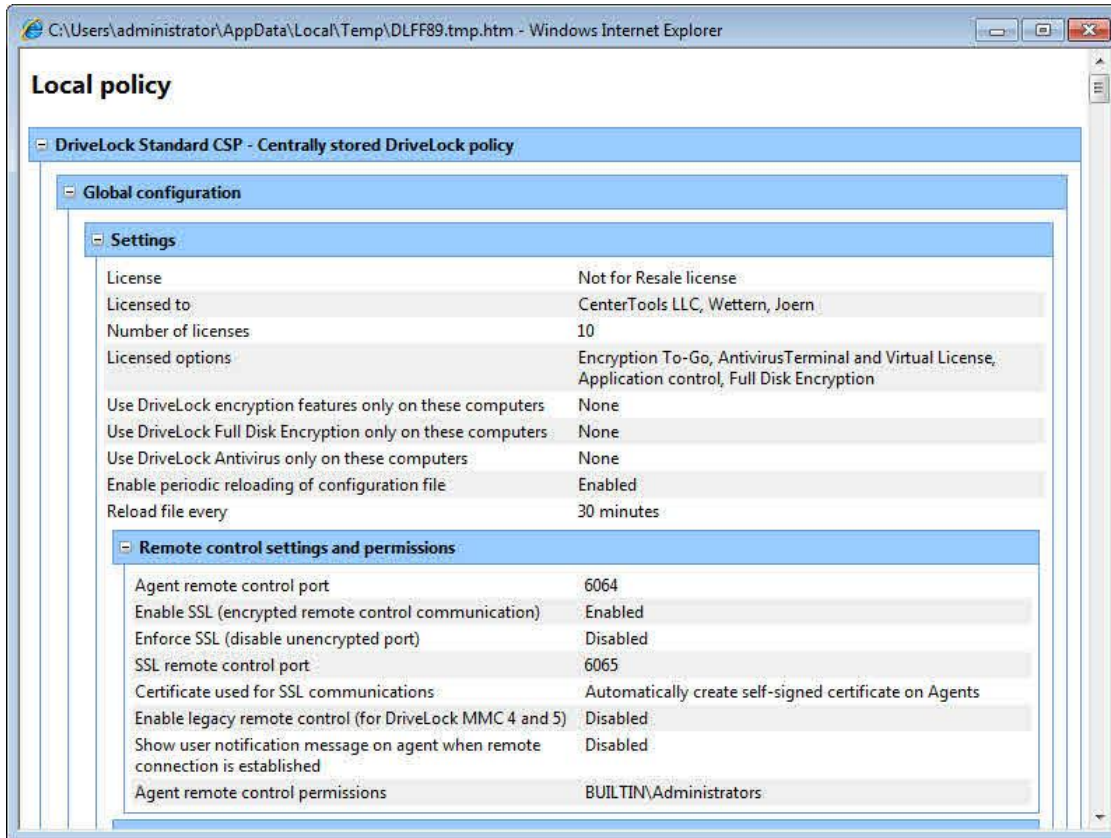 C:\Users\administrator\AppData\Local\Temp\DLFF89.tmp.htm - Windows Internet Explorer
Local policy
DriveLock Standard CSP - Centrally stored DriveLock policy
Global configuration
Settings
License Not for Resale license
Licensed to CenterTools LLC, Wettern, Joern
Number of licenses 10
Licensed options Encryption To-Go, AntivirusTerminal and Virtual License,
Application control, Full Disk Encryption
Use DriveLock encryption features only on these computers None
Use DriveLock Full Disk Encryption only on these computers None
Use DriveLock Antivirus only on these computers None
Enable periodic reloading of configuration file Enabled
Reload file every 30 minutes
Remote control settings and permissions
Agent remote control port 6064
Enable SSL (encrypted remote control communication) Enabled
Enforce SSL (disable unencrypted port) Disabled
SSL remote control port 6065
Certificate used for SSL communications Automatically create self-signed certificate on Agents
Enable legacy remote control (for DriveLock MMC 4 and 5) Disabled
Show user notification message on agent when remote Disabled
connection is established
Agent remote control permissions BUILTIN\Administrators